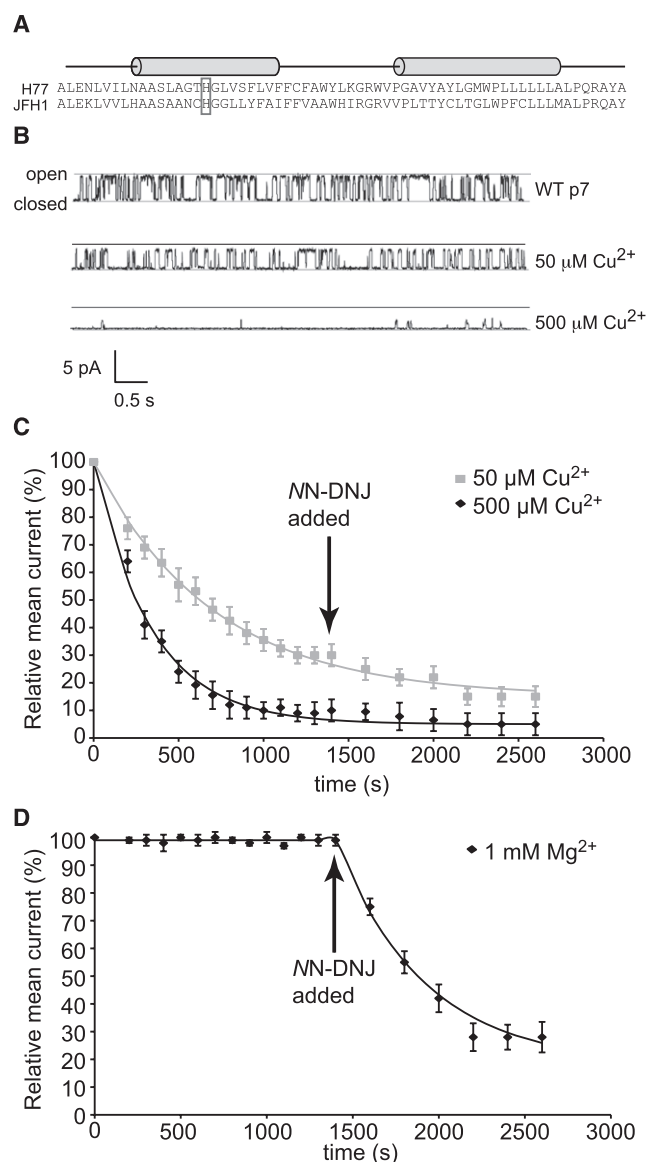 A
H77 ALENLVILNAASLAGTHGLVSFLVFFCFAWYLKGRWVPGAVYAYLGMWPLLLLLLALPQRAYA
JFH1 ALEKLVVLHAASAANCHGLLYFAIFFVAAWHIRGRVVPLTTYCLTGLWPFCLLLMALPRQAY
B
open
closed
WT p7
50 µM Cu2+
500 µM Cu2+
5 pA
0.5 s
C
Relative mean current (%)
100
90
80
70
60
50
40
30
20
10
0
NN-DNJ
added
50 µM Cu2+
500 µM Cu2+
0 500 1000 1500 2000 2500 3000
time (s)
D
Relative mean current (%)
100
90
80
70
60
50
40
30
20
10
0
1 mM Mg2+
NN-DNJ
added
0 500 1000 1500 2000 2500 3000
time (s)